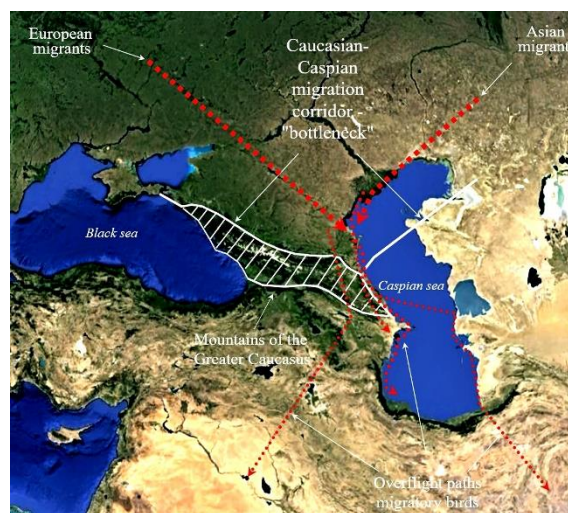 European
migrants
Caucasian-
Caspian
migration
corridor -
"bottleneck"
Asian
migrant
Black sea
Caspian sea
Mountains of the
Greater Caucasus
Overflight paths
migratory birds